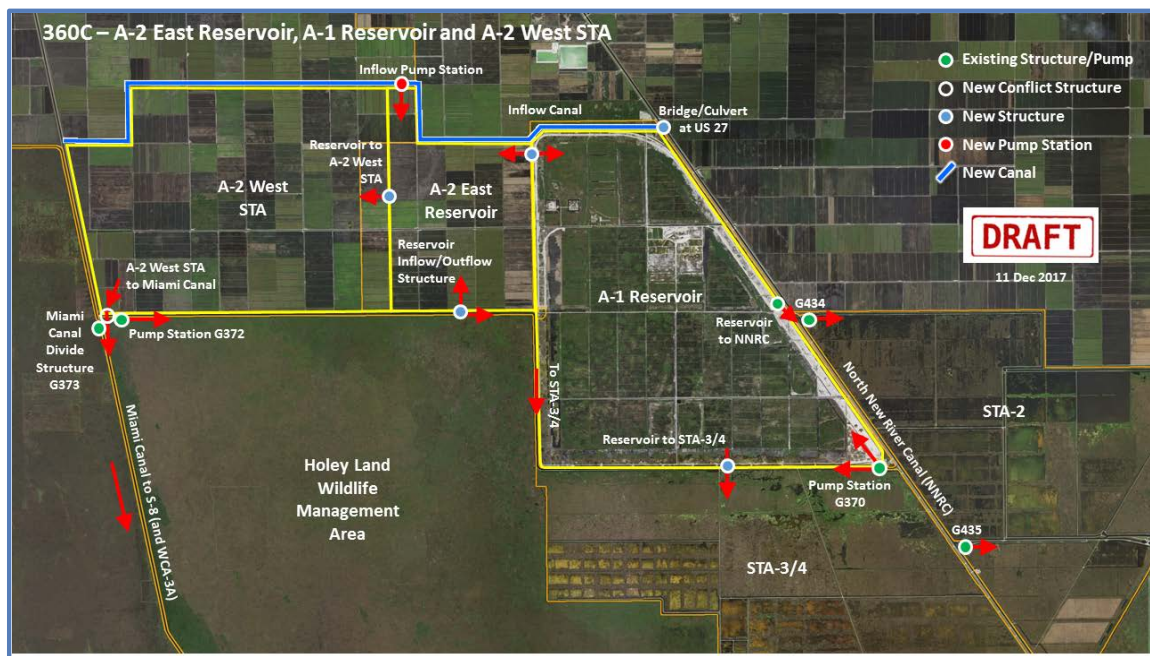 360C – A-2 East Reservoir, A-1 Reservoir and A-2 West STA
Existing Structure/Pump
New Conflict Structure
New Structure
New Pump Station
New Canal
DRAFT
11 Dec 2017
Inflow Pump Station
Inflow Canal
Bridge/Culvert
at US 27
Reservoir to
A-2 West
STA
A-2 West
STA
A-2 East
Reservoir
Reservoir
Inflow/Outflow
Structure
A-2 West STA
to Miami Canal
Miami
Canal
Divide
Structure
G373
Pump Station G372
A-1 Reservoir
Reservoir
to NNRC
G434
To STA-3/4
North New River Canal (NNRC)
STA-2
Miami Canal to S-8 (and WCA-3A)
Holey Land
Wildlife
Management
Area
Reservoir to STA-3/4
Pump Station
G370
G435
STA-3/4